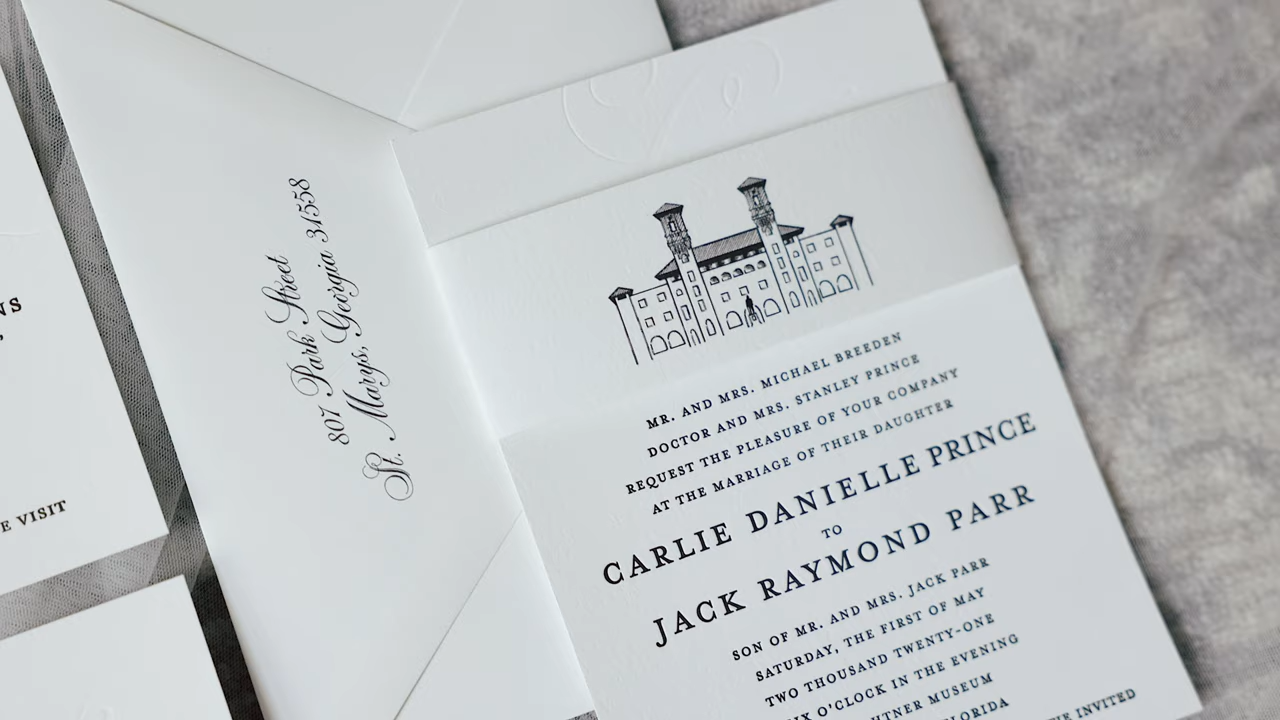 807 Park Street
St. Marys, Georgia 31558
MR. AND MRS. MICHAEL BREEDEN
DOCTOR AND MRS. STANLEY PRINCE
REQUEST THE PLEASURE OF YOUR COMPANY
AT THE MARRIAGE OF THEIR DAUGHTER
CARLIE DANIELLE PRINCE
TO
JACK RAYMOND PARR
SON OF MR. AND MRS. JACK PARR
SATURDAY, THE FIRST OF MAY
TWO THOUSAND TWENTY-ONE
O'CLOCK IN THE EVENING
MUSEUM
INVITED
VISIT